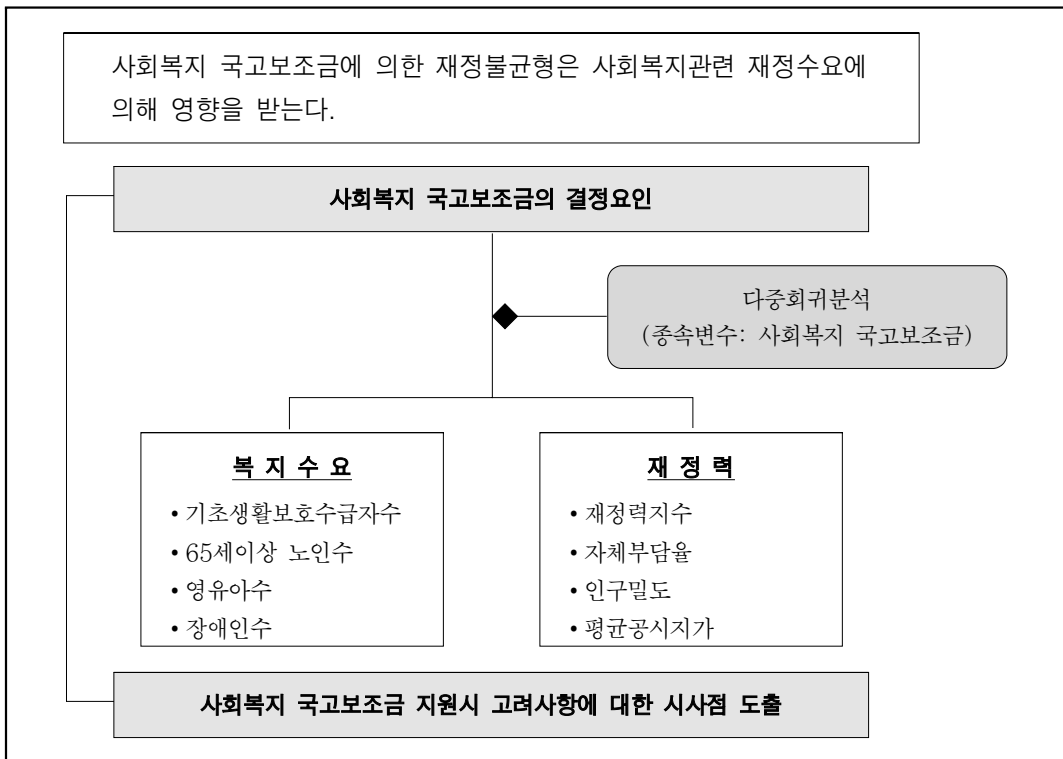 사회복지 국고보조금에 의한 재정불균형은 사회복지관련 재정수요에
의해 영향을 받는다.
사회복지 국고보조금의 결정요인
다중회귀분석
(종속변수: 사회복지 국고보조금)
복 지 수 요
• 기초생활보호수급자수
• 65세이상 노인수
• 영유아수
• 장애인수
재 정 력
• 재정력지수
• 자체부담율
• 인구밀도
• 평균공시지가
사회복지 국고보조금 지원시 고려사항에 대한 시사점 도출